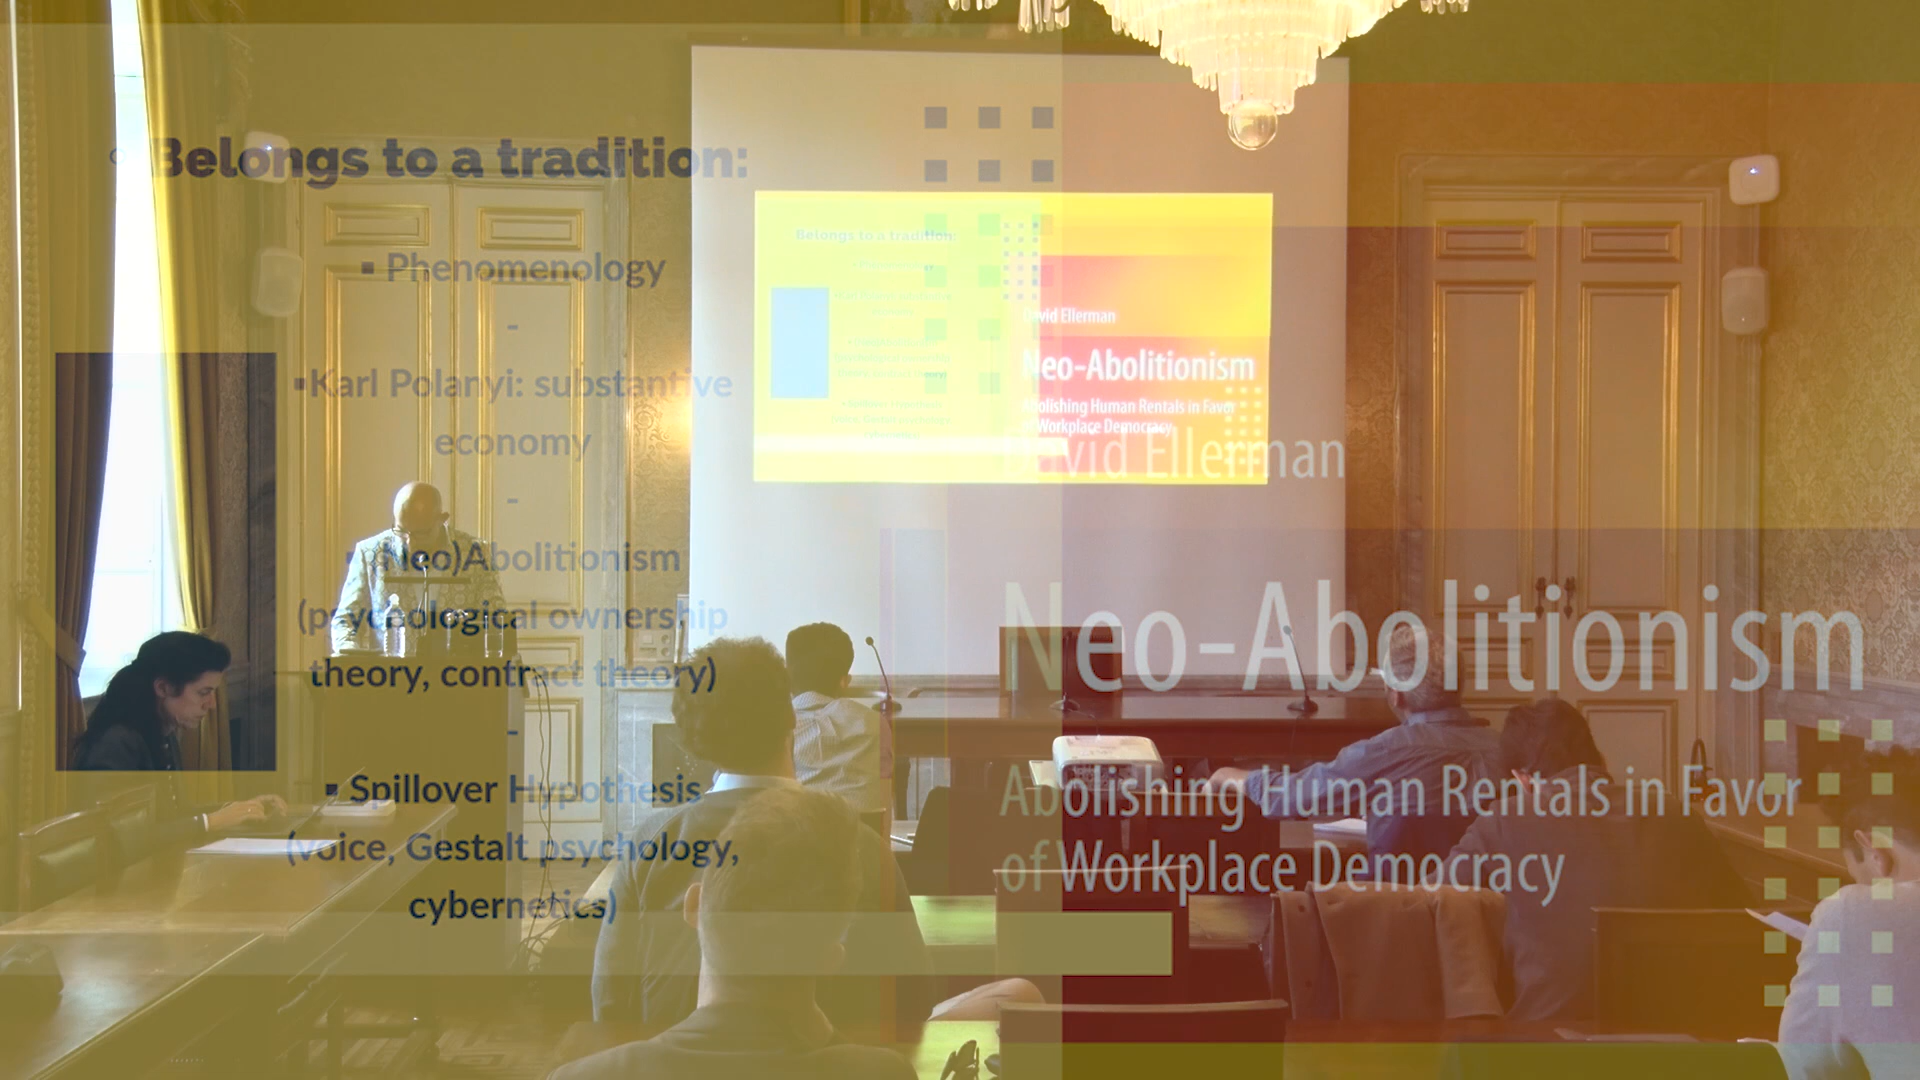 Belongs to a tradition:
▪ Phenomenology
-
▪Karl Polanyi: substantive
economy
-
▪ (Neo)Abolitionism
(psychological ownership
theory, contract theory)
-
▪ Spillover Hypothesis
(voice, Gestalt psychology,
cybernetics)
David Ellerman
Neo-Abolitionism
Abolishing Human Rentals in Favor
of Workplace Democracy
Belongs to a tradition:
David Ellerman
Neo-Abolitionism
Abolishing Human Rentals in Favor
of Workplace Democracy